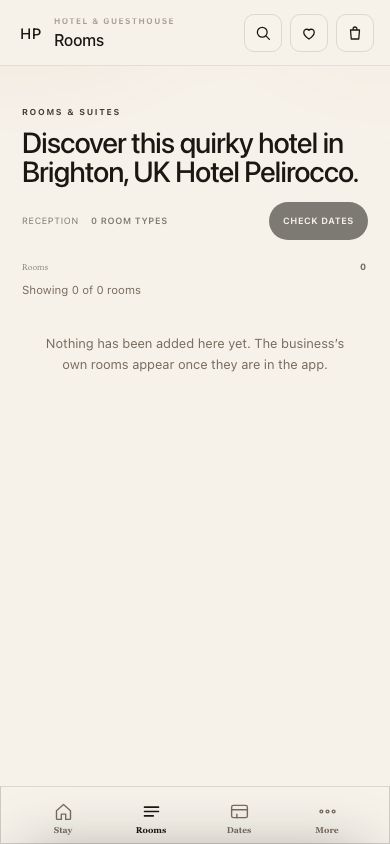 HP
HOTEL & GUESTHOUSE
Rooms
ROOMS & SUITES
Discover this quirky hotel in
Brighton, UK Hotel Pelirocco.
RECEPTION 0 ROOM TYPES
CHECK DATES
Rooms 0
Showing 0 of 0 rooms
Nothing has been added here yet. The business’s
own rooms appear once they are in the app.
Stay Rooms Dates More